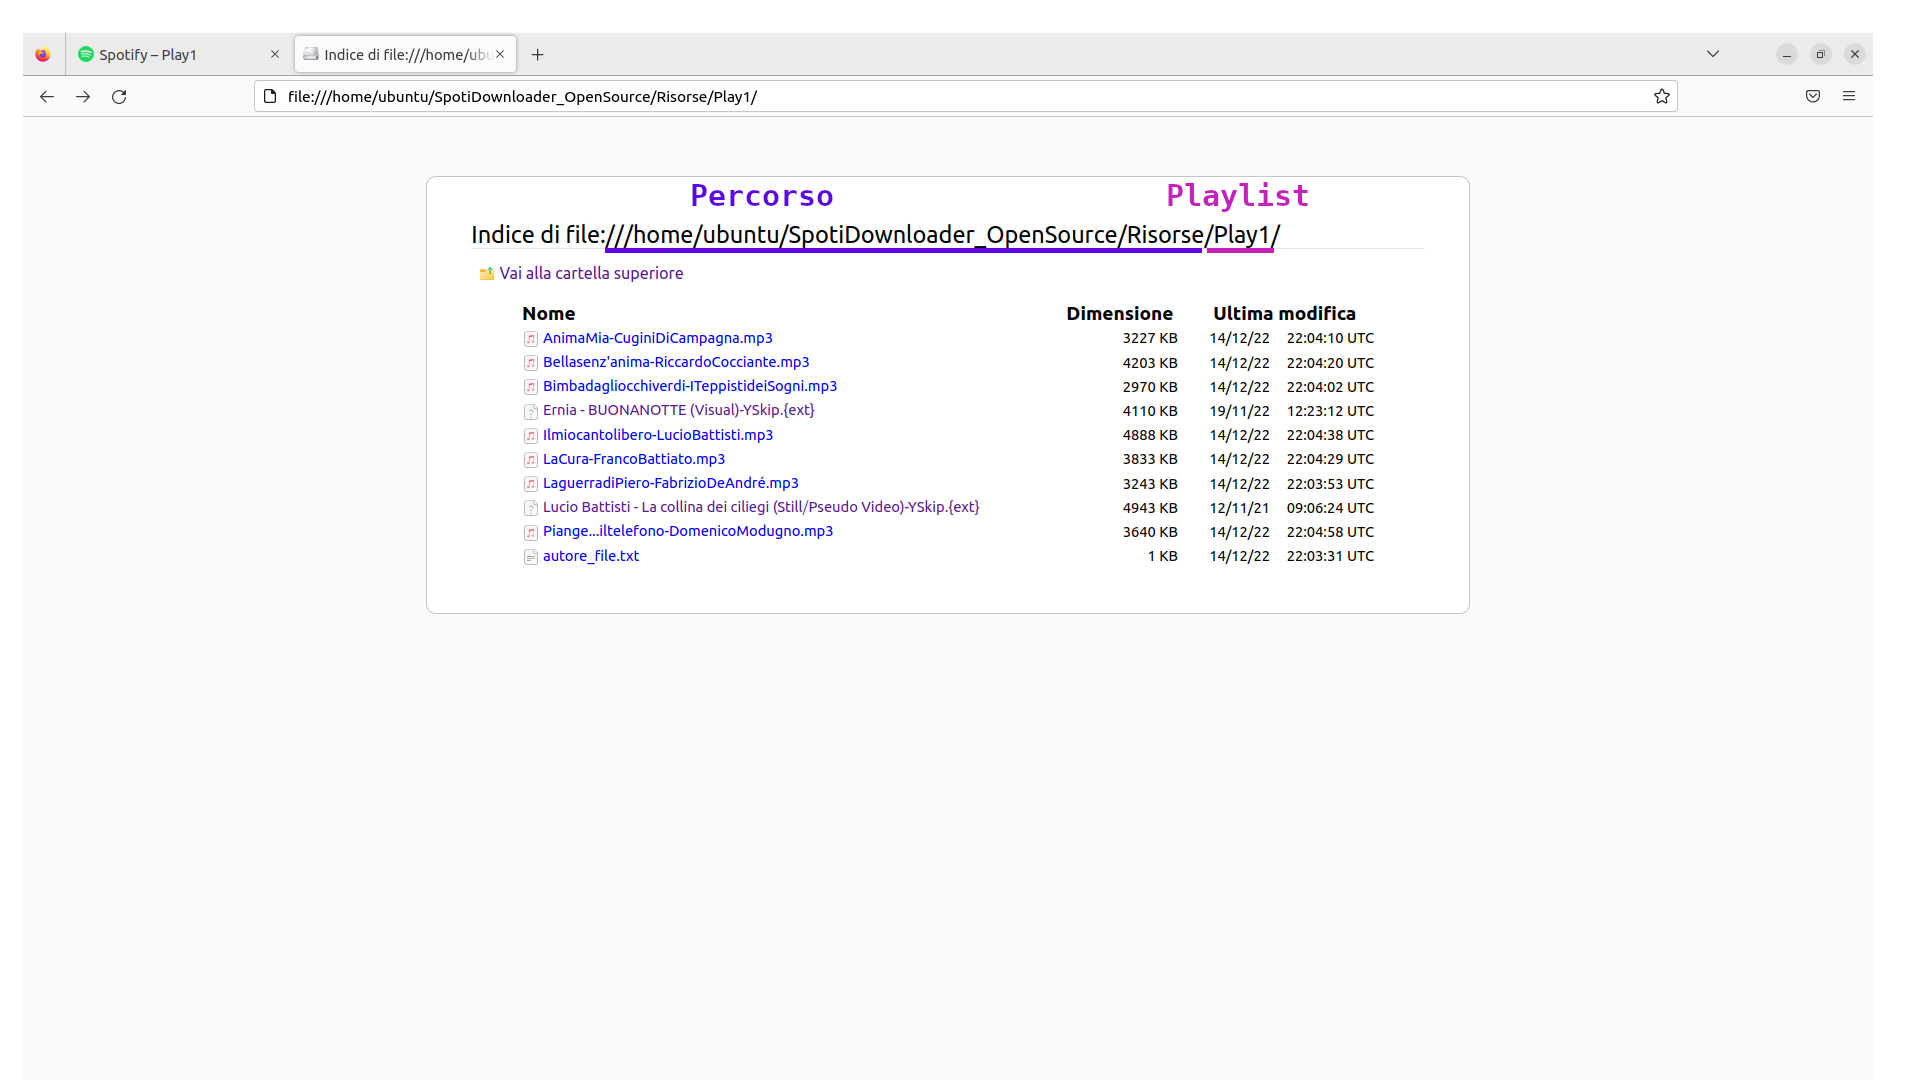 Spotify – Play1
Indice di file:///home/ubu
file:///home/ubuntu/SpotiDownloader_OpenSource/Risorse/Play1/
Percorso Playlist
Indice di file:///home/ubuntu/SpotiDownloader_OpenSource/Risorse/Play1/
Vai alla cartella superiore
Nome Dimensione Ultima modifica
AnimaMia-CuginiDiCampagna.mp3 3227 KB 14/12/22 22:04:10 UTC
Bellasenz'anima-RiccardoCocciante.mp3 4203 KB 14/12/22 22:04:20 UTC
Bimbadagliocchiverdi-ITeppistideiSogni.mp3 2970 KB 14/12/22 22:04:02 UTC
Ernia - BUONANOTTE (Visual)-YSkip.{ext} 4110 KB 19/11/22 12:23:12 UTC
Ilmiocantolibero-LucioBattisti.mp3 4888 KB 14/12/22 22:04:38 UTC
LaCura-FrancoBattiato.mp3 3833 KB 14/12/22 22:04:29 UTC
LaguerradiPiero-FabrizioDeAndré.mp3 3243 KB 14/12/22 22:03:53 UTC
Lucio Battisti - La collina dei ciliegi (Still/Pseudo Video)-YSkip.{ext} 4943 KB 12/11/21 09:06:24 UTC
Piange...iltelefono-DomenicoModugno.mp3 3640 KB 14/12/22 22:04:58 UTC
autore_file.txt 1 KB 14/12/22 22:03:31 UTC